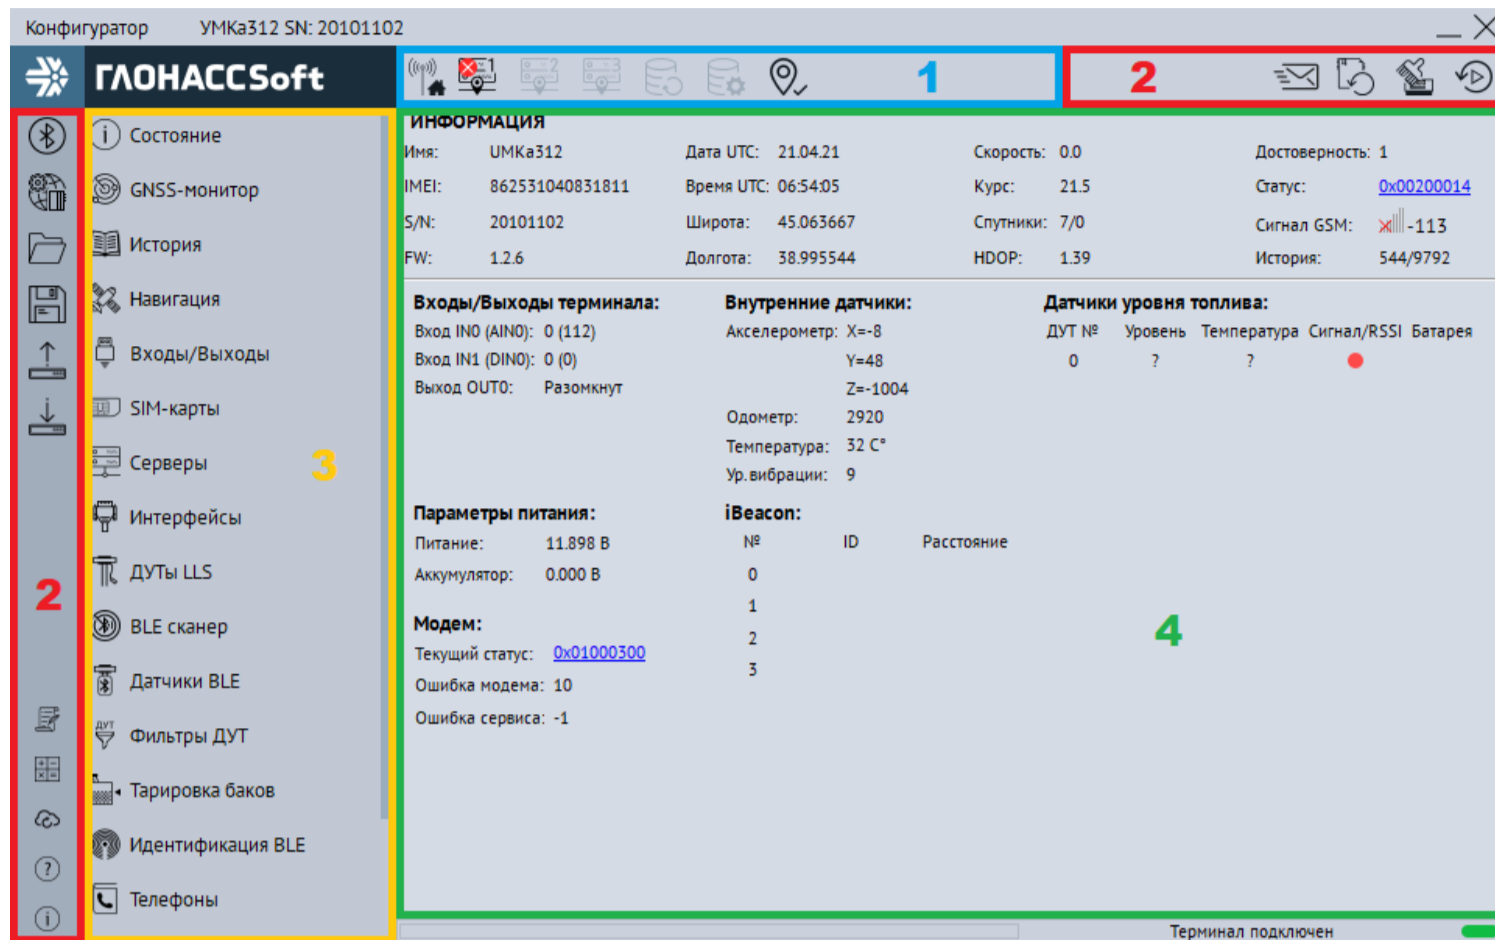 Конфигуратор УМКа312 SN: 20101102
ГЛОНАССSoft
1
2
3
1
2
2
3
4
Состояние
GNSS-монитор
История
Навигация
Входы/Выходы
SIM-карты
Серверы
Интерфейсы
ДУТы LLS
BLE сканер
Датчики BLE
ДУТ
Фильтры ДУТ
Тарировка баков
Идентификация BLE
Телефоны
ИНФОРМАЦИЯ
Имя: UMKa312 Дата UTC: 21.04.21 Скорость: 0.0 Достоверность: 1
IMEI: 862531040831811 Время UTC: 06:54:05 Курс: 21.5 Статус: 0x00200014
S/N: 20101102 Широта: 45.063667 Спутники: 7/0 Сигнал GSM: -113
FW: 1.2.6 Долгота: 38.995544 HDOP: 1.39 История: 544/9792
Входы/Выходы терминала:
Вход IN0 (AIN0): 0 (112)
Вход IN1 (DIN0): 0 (0)
Выход OUT0: Разомкнут
Внутренние датчики:
Акселерометр: X=-8
Y=48
Z=-1004
Одометр: 2920
Температура: 32 C°
Ур.вибрации: 9
Датчики уровня топлива:
ДУТ № Уровень Температура Сигнал/RSSI Батарея
0 ? ?
Параметры питания:
Питание: 11.898 В
Аккумулятор: 0.000 В
iBeacon:
№ ID Расстояние
0
1
2
3
Модем:
Текущий статус: 0x01000300
Ошибка модема: 10
Ошибка сервиса: -1
Терминал подключен